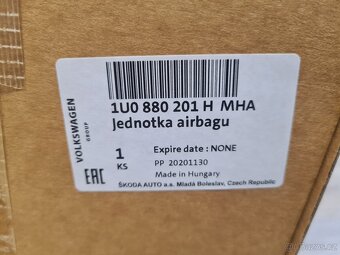 1U0 880 201 H MHA
Jednotka airbagu
VOLKSWAGEN
GROUP
1
KS
Expire date : NONE
PP 20201130
Made in Hungary
EAC
ŠKODA AUTO a.s. Mladá Boleslav, Czech Republic